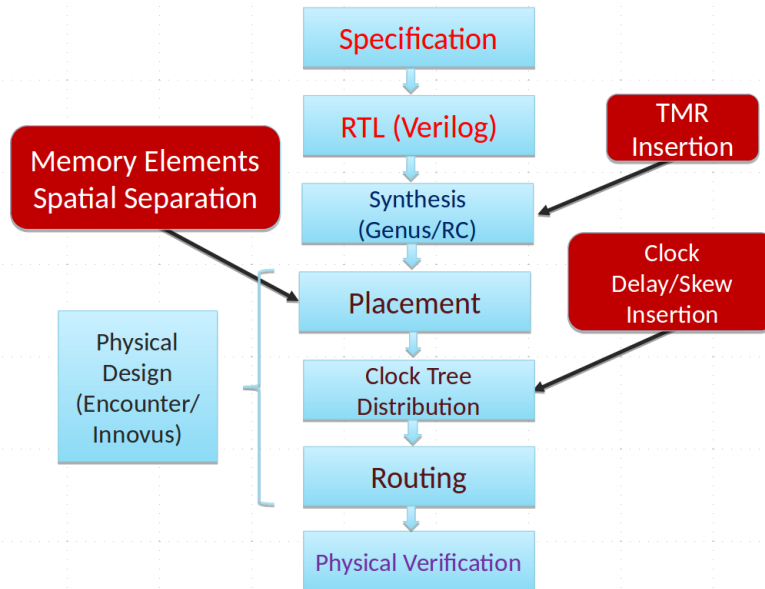 Specification
RTL (Verilog)
TMR
Insertion
Memory Elements
Spatial Separation
Synthesis
(Genus/RC)
Clock
Delay/Skew
Insertion
Placement
Physical
Design
(Encounter/
Innovus)
Clock Tree
Distribution
Routing
Physical Verification